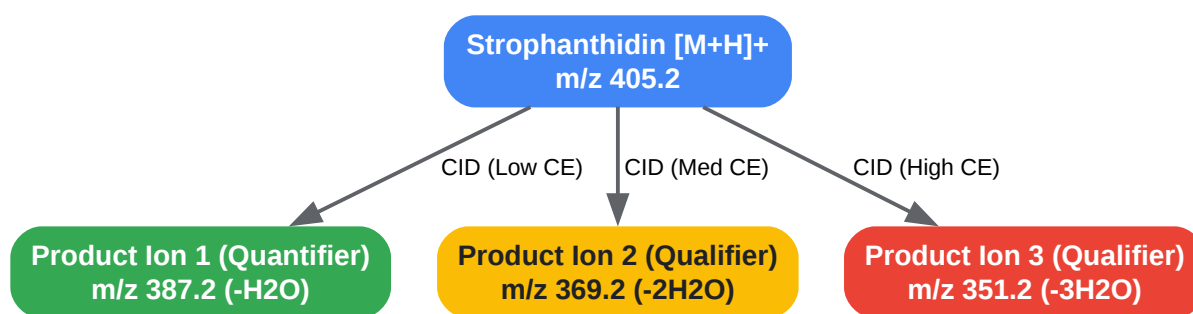 Strophanthidin [M+H]+
m/z 405.2
CID (Low CE)
CID (Med CE)
CID (High CE)
Product Ion 1 (Quantifier)
m/z 387.2 (-H2O)
Product Ion 2 (Qualifier)
m/z 369.2 (-2H2O)
Product Ion 3 (Qualifier)
m/z 351.2 (-3H2O)